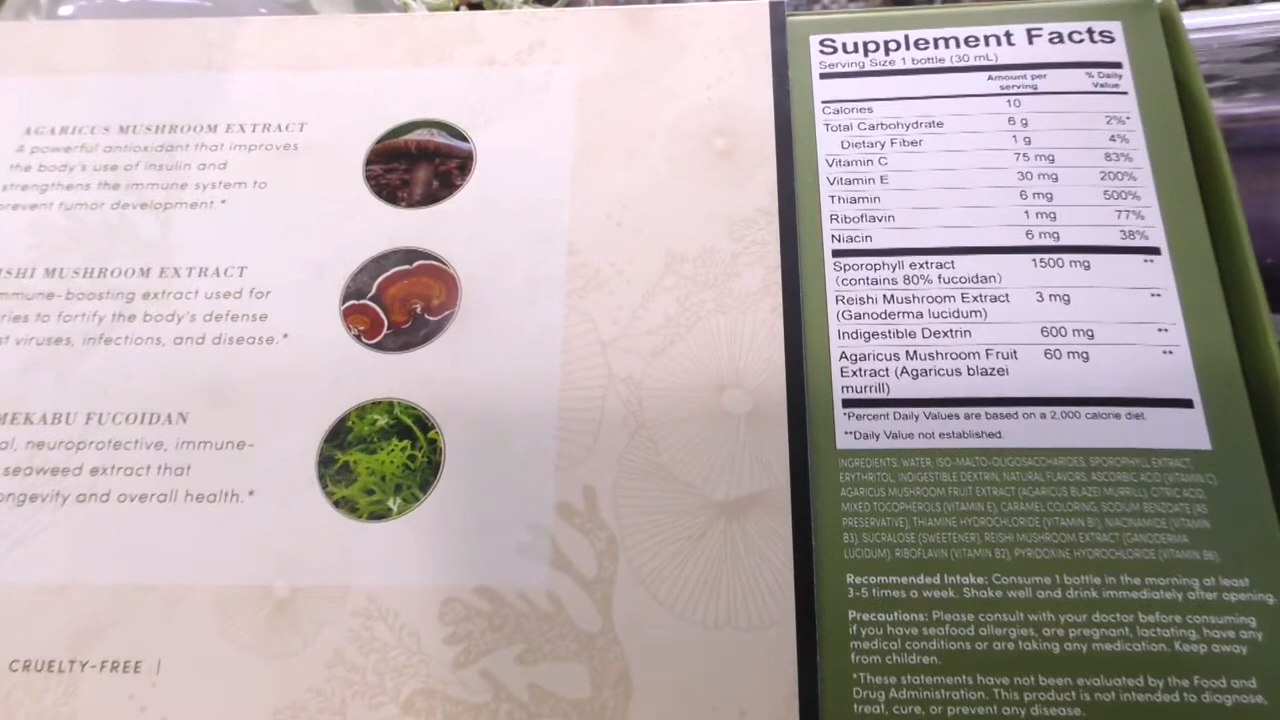 AGARICUS MUSHROOM EXTRACT
A powerful antioxidant that improves
the body's use of insulin and
strengthens the immune system to
prevent tumor development.*
ISHI MUSHROOM EXTRACT
mmune-boosting extract used for
ries to fortify the body's defense
st viruses, infections, and disease.*
MEKABU FUCOIDAN
al, neuroprotective, immune-
seaweed extract that
ongevity and overall health.*
CRUELTY-FREE |
Supplement Facts
Serving Size 1 bottle (30 mL)
Amount per serving % Daily Value
Calories 10
Total Carbohydrate 6 g 2%*
Dietary Fiber 1 g 4%
Vitamin C 75 mg 83%
Vitamin E 30 mg 200%
Thiamin 6 mg 500%
Riboflavin 1 mg 77%
Niacin 6 mg 38%
Sporophyll extract 1500 mg **
(contains 80% fucoidan)
Reishi Mushroom Extract 3 mg **
(Ganoderma lucidum)
Indigestible Dextrin 600 mg **
Agaricus Mushroom Fruit 60 mg **
Extract (Agaricus blazei
murrill)
*Percent Daily Values are based on a 2,000 calorie diet.
**Daily Value not established.
INGREDIENTS: WATER, ISO-MALTO-OLIGOSACCHARIDES, SPOROPHYLL EXTRACT,
ERYTHRITOL, INDIGESTIBLE DEXTRIN, NATURAL FLAVORS, ASCORBIC ACID (VITAMIN C),
AGARICUS MUSHROOM FRUIT EXTRACT (AGARICUS BLAZEI MURRILL), CITRIC ACID,
MIXED TOCOPHEROLS (VITAMIN E), CARAMEL COLORING, SODIUM BENZOATE (AS
PRESERVATIVE), THIAMINE HYDROCHLORIDE (VITAMIN B1), NIACINAMIDE (VITAMIN
B3), SUCRALOSE (SWEETENER), REISHI MUSHROOM EXTRACT (GANODERMA
LUCIDUM), RIBOFLAVIN (VITAMIN B2), PYRIDOXINE HYDROCHLORIDE (VITAMIN B6).
Recommended Intake: Consume 1 bottle in the morning at least
3-5 times a week. Shake well and drink immediately after opening.
Precautions: Please consult with your doctor before consuming
if you have seafood allergies, are pregnant, lactating, have any
medical conditions or are taking any medication. Keep away
from children.
*These statements have not been evaluated by the Food and
Drug Administration. This product is not intended to diagnose,
treat, cure, or prevent any disease.